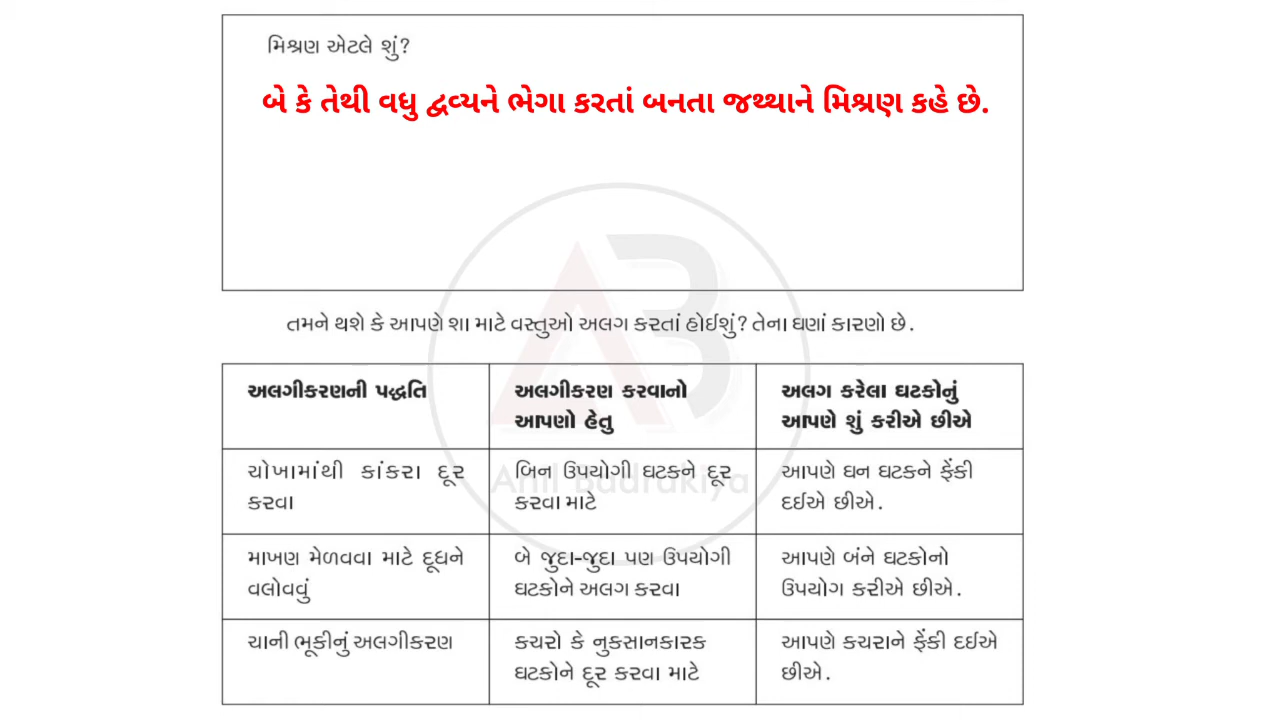 મિશ્રણ એટલે શું?
બે કે તેથી વધુ દ્રવ્યને ભેગા કરતાં બનતા જથ્થાને મિશ્રણ કહે છે.
તમને થશે કે આપણે શા માટે વસ્તુઓ અલગ કરતાં હોઈશું? તેના ઘણાં કારણો છે.
અલગીકરણની પદ્ધતિ
અલગીકરણ કરવાનો
આપણો હેતુ
અલગ કરેલા ઘટકોનું
આપણે શું કરીએ છીએ
ચોખામાંથી કાંકરા દૂર
કરવા
બિન ઉપયોગી ઘટકને દૂર
કરવા માટે
આપણે ઘન ઘટકને ફેંકી
દઈએ છીએ.
માખણ મેળવવા માટે દૂધને
વલોવવું
બે જુદા-જુદા પણ ઉપયોગી
ઘટકોને અલગ કરવા
આપણે બંને ઘટકોનો
ઉપયોગ કરીએ છીએ.
ચાની ભૂકીનું અલગીકરણ
કચરો કે નુકસાનકારક
ઘટકોને દૂર કરવા માટે
આપણે કચરાને ફેંકી દઈએ
છીએ.
AB
Anil Badrakiya